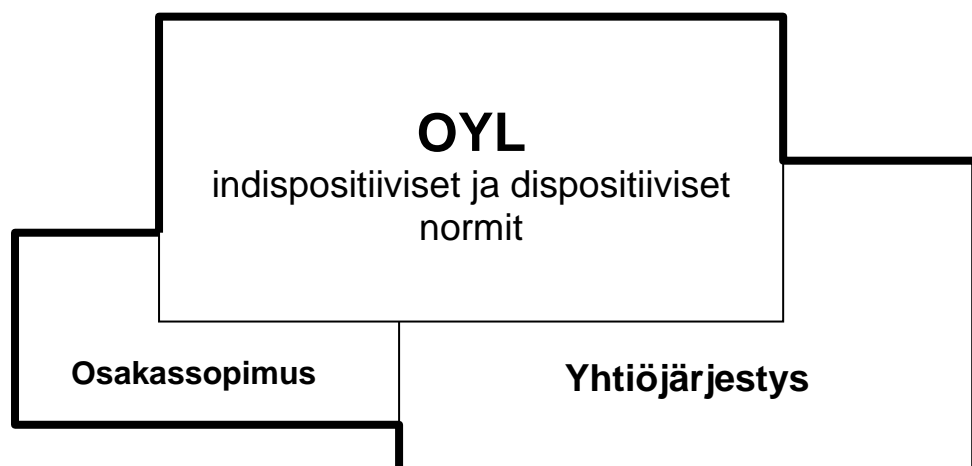 OYL
indispositiiviset ja dispositiiviset
normit
Osakassopimus
Yhtiöjärjestys